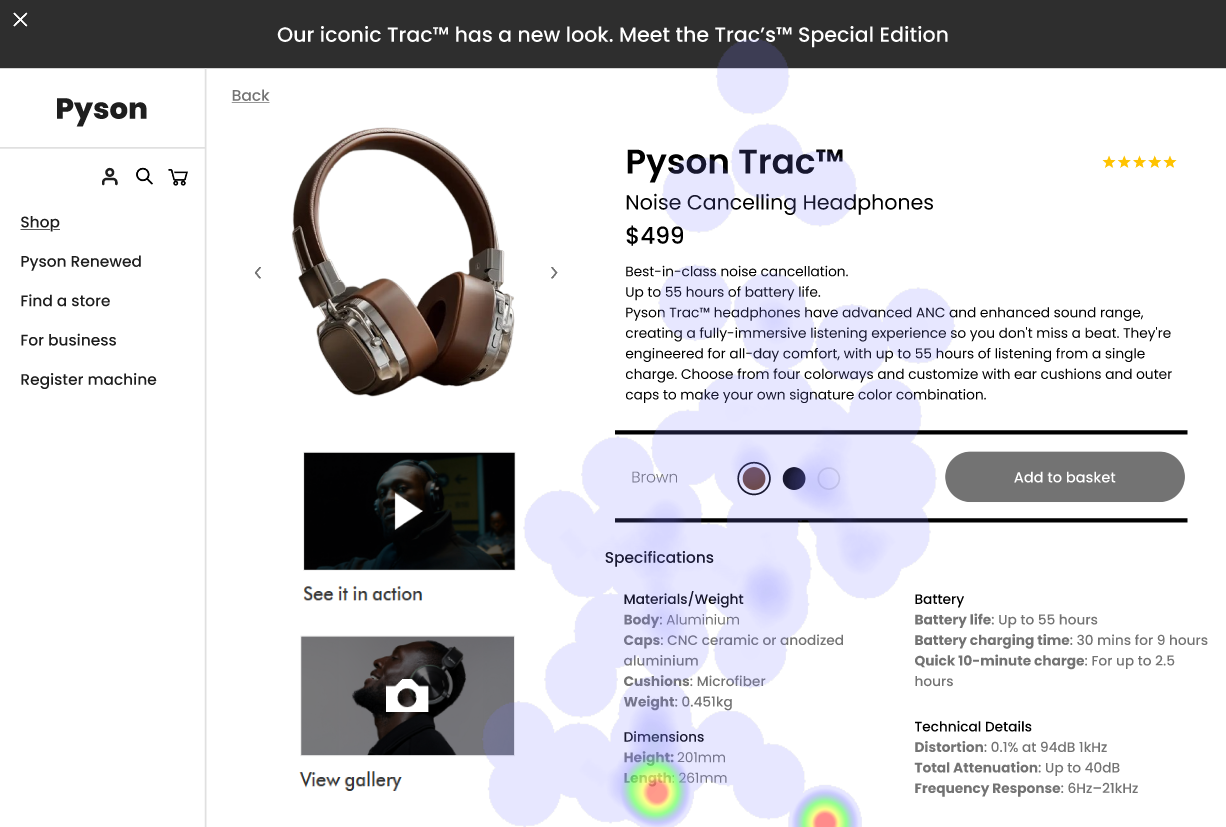 Our iconic Trac™ has a new look. Meet the Trac’s™ Special Edition
Pyson
Shop
Pyson Renewed
Find a store
For business
Register machine
Back
Pyson Trac™
Noise Cancelling Headphones
$499
Best-in-class noise cancellation.
Up to 55 hours of battery life.
Pyson Trac™ headphones have advanced ANC and enhanced sound range,
creating a fully-immersive listening experience so you don't miss a beat. They're
engineered for all-day comfort, with up to 55 hours of listening from a single
charge. Choose from four colorways and customize with ear cushions and outer
caps to make your own signature color combination.
Brown
Add to basket
See it in action
View gallery
Specifications
Materials/Weight
Body: Aluminium
Caps: CNC ceramic or anodized
aluminium
Cushions: Microfiber
Weight: 0.451kg
Dimensions
Height: 201mm
Length: 261mm
Battery
Battery life: Up to 55 hours
Battery charging time: 30 mins for 9 hours
Quick 10-minute charge: For up to 2.5
hours
Technical Details
Distortion: 0.1% at 94dB 1kHz
Total Attenuation: Up to 40dB
Frequency Response: 6Hz–21kHz